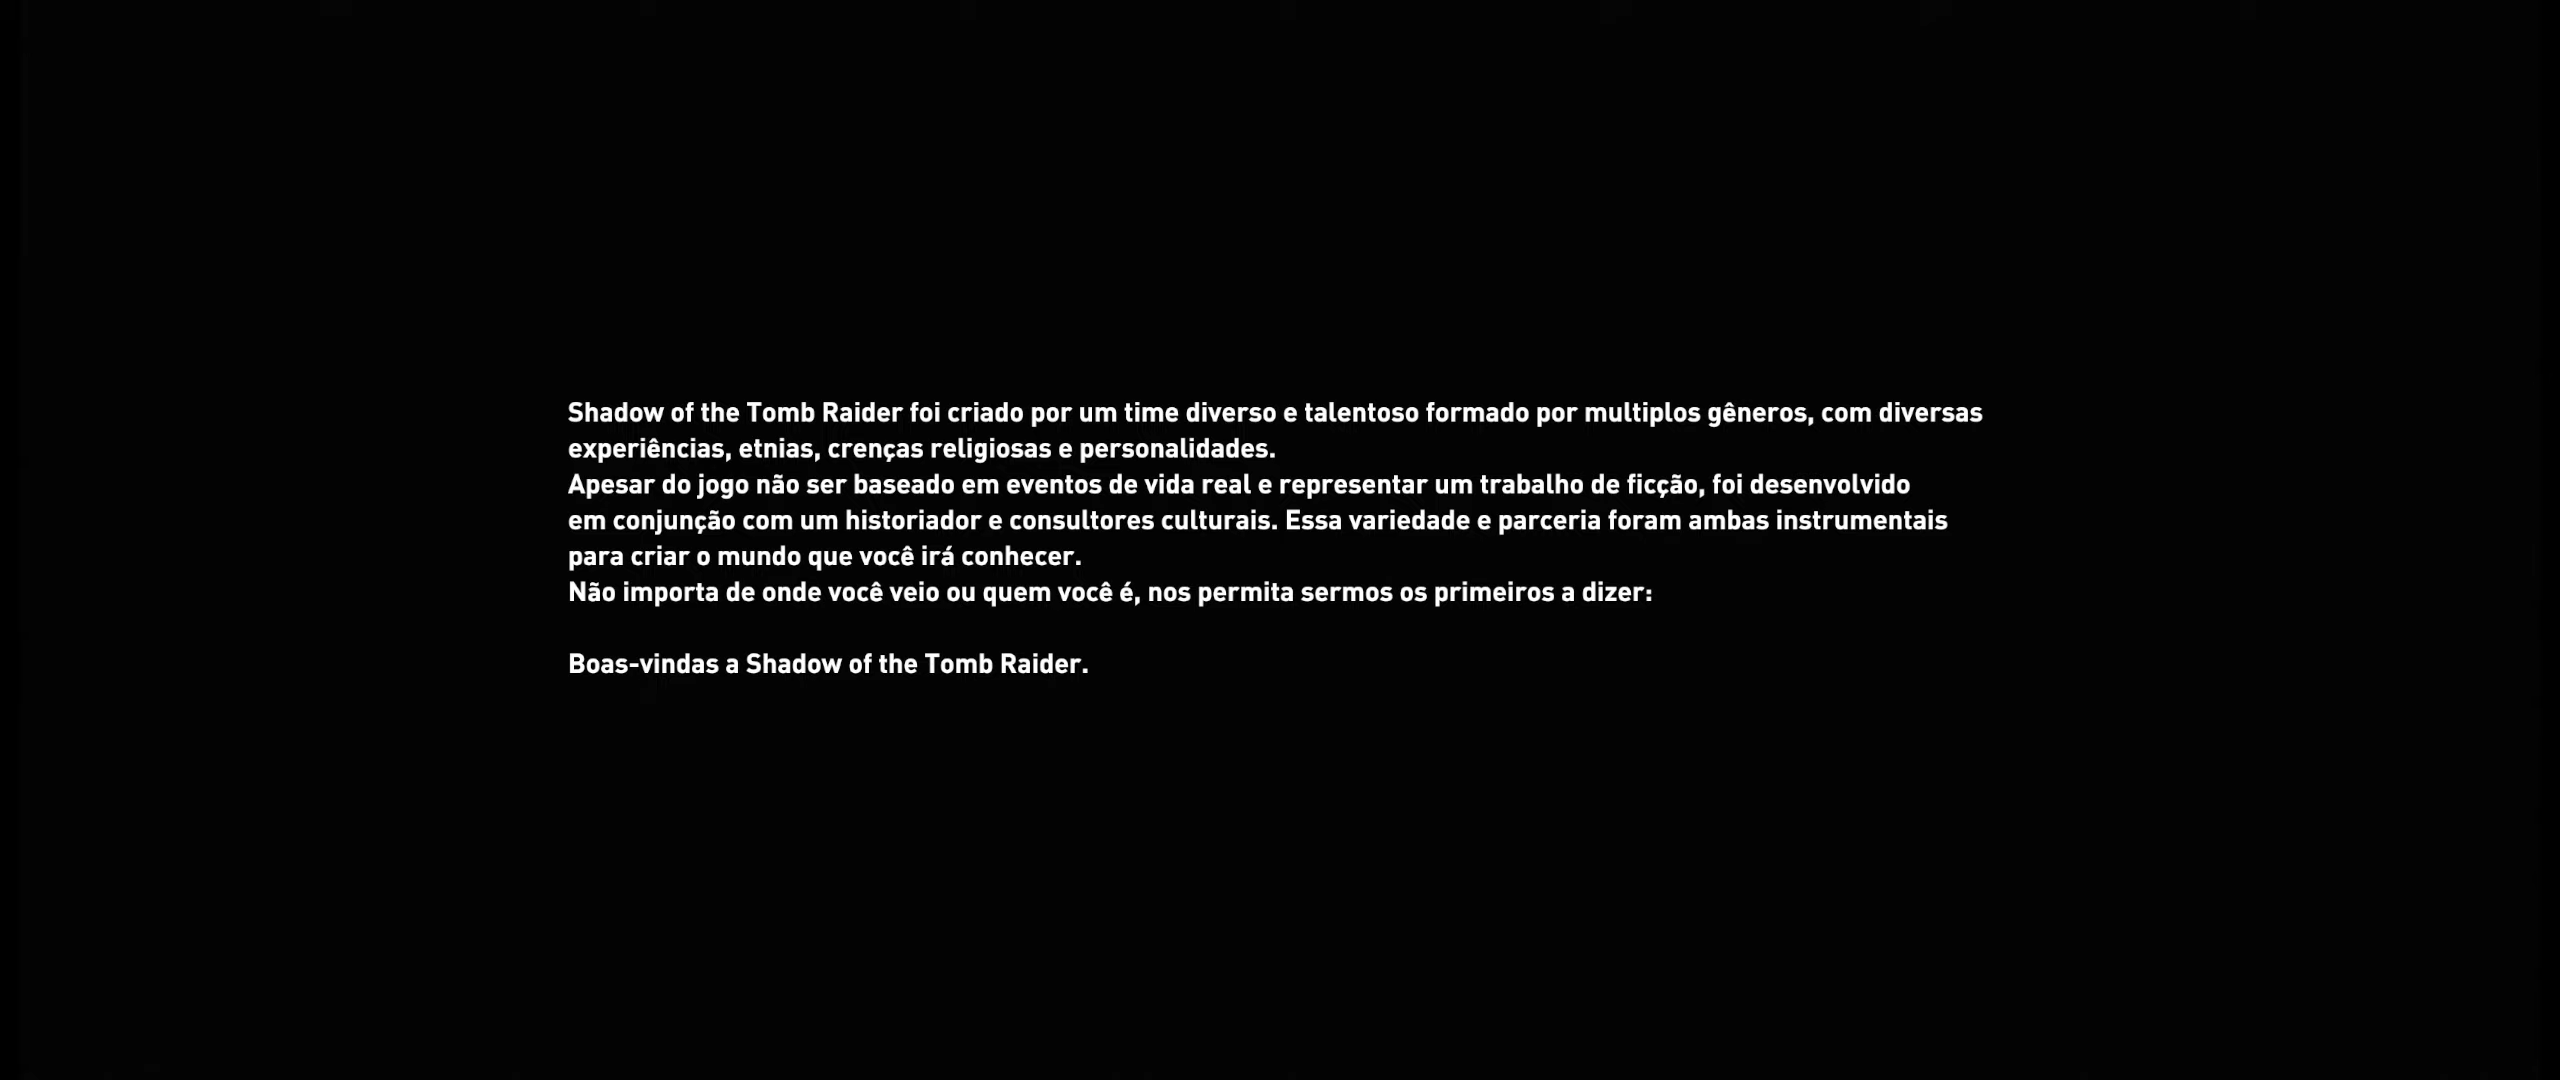 Shadow of the Tomb Raider foi criado por um time diverso e talentoso formado por multiplos gêneros, com diversas
experiências, etnias, crenças religiosas e personalidades.
Apesar do jogo não ser baseado em eventos de vida real e representar um trabalho de ficção, foi desenvolvido
em conjunção com um historiador e consultores culturais. Essa variedade e parceria foram ambas instrumentais
para criar o mundo que você irá conhecer.
Não importa de onde você veio ou quem você é, nos permita sermos os primeiros a dizer:
Boas-vindas a Shadow of the Tomb Raider.